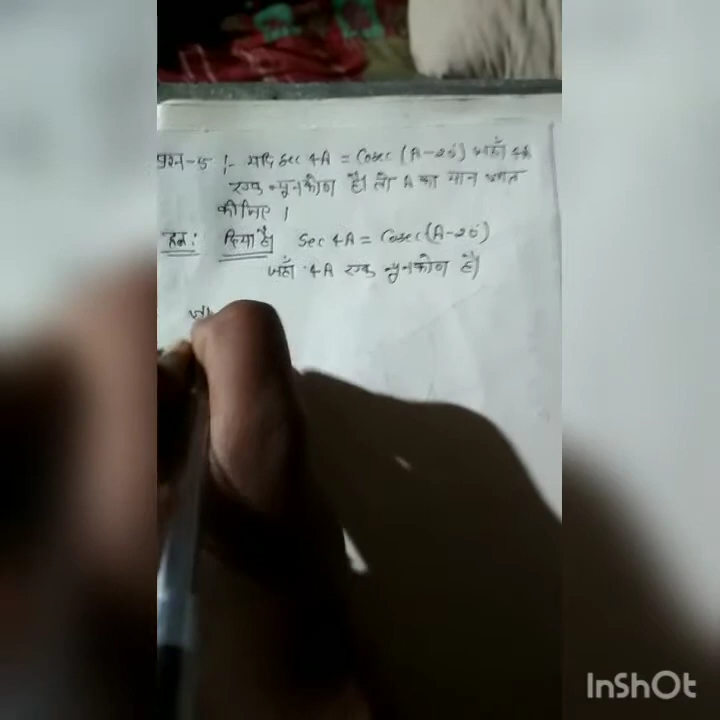 प्रश्न-5 :- यदि Sec 4A = Cosec (A-20°) जहाँ 4A
एक न्यूनकोण है। तो A का मान ज्ञात
कीजिए ।
हल: दिया है। Sec 4A = Cosec(A-20°)
जहाँ 4A एक न्यूनकोण है।
InShOt